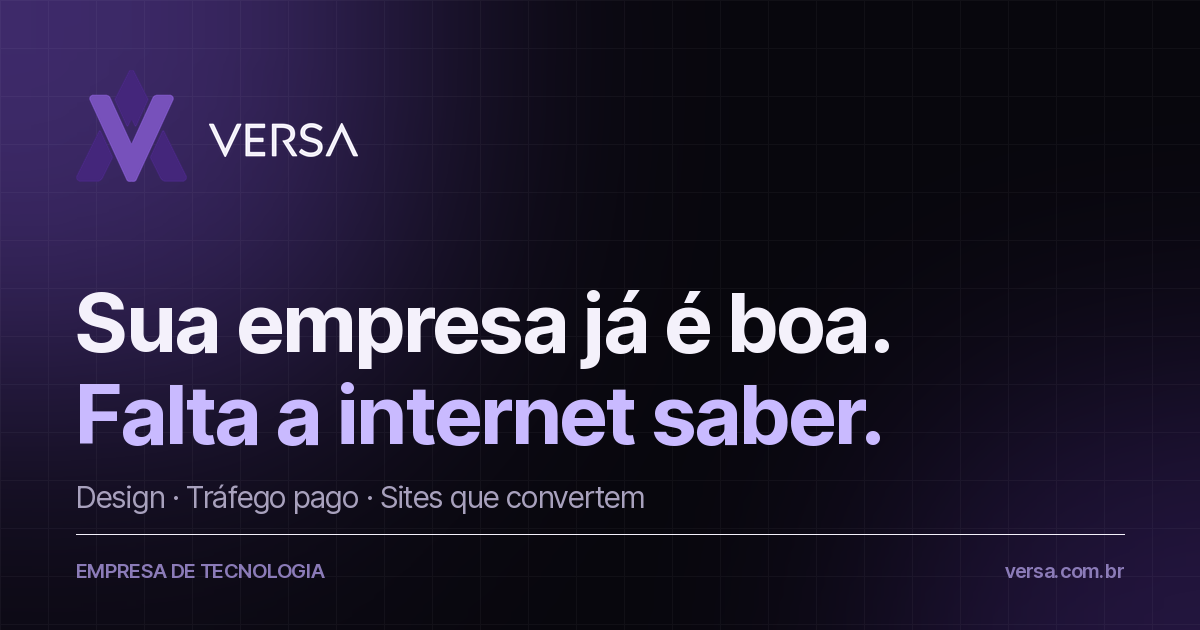 VERSA
Sua empresa já é boa.
Falta a internet saber.
Design · Tráfego pago · Sites que convertem
EMPRESA DE TECNOLOGIA
versa.com.br